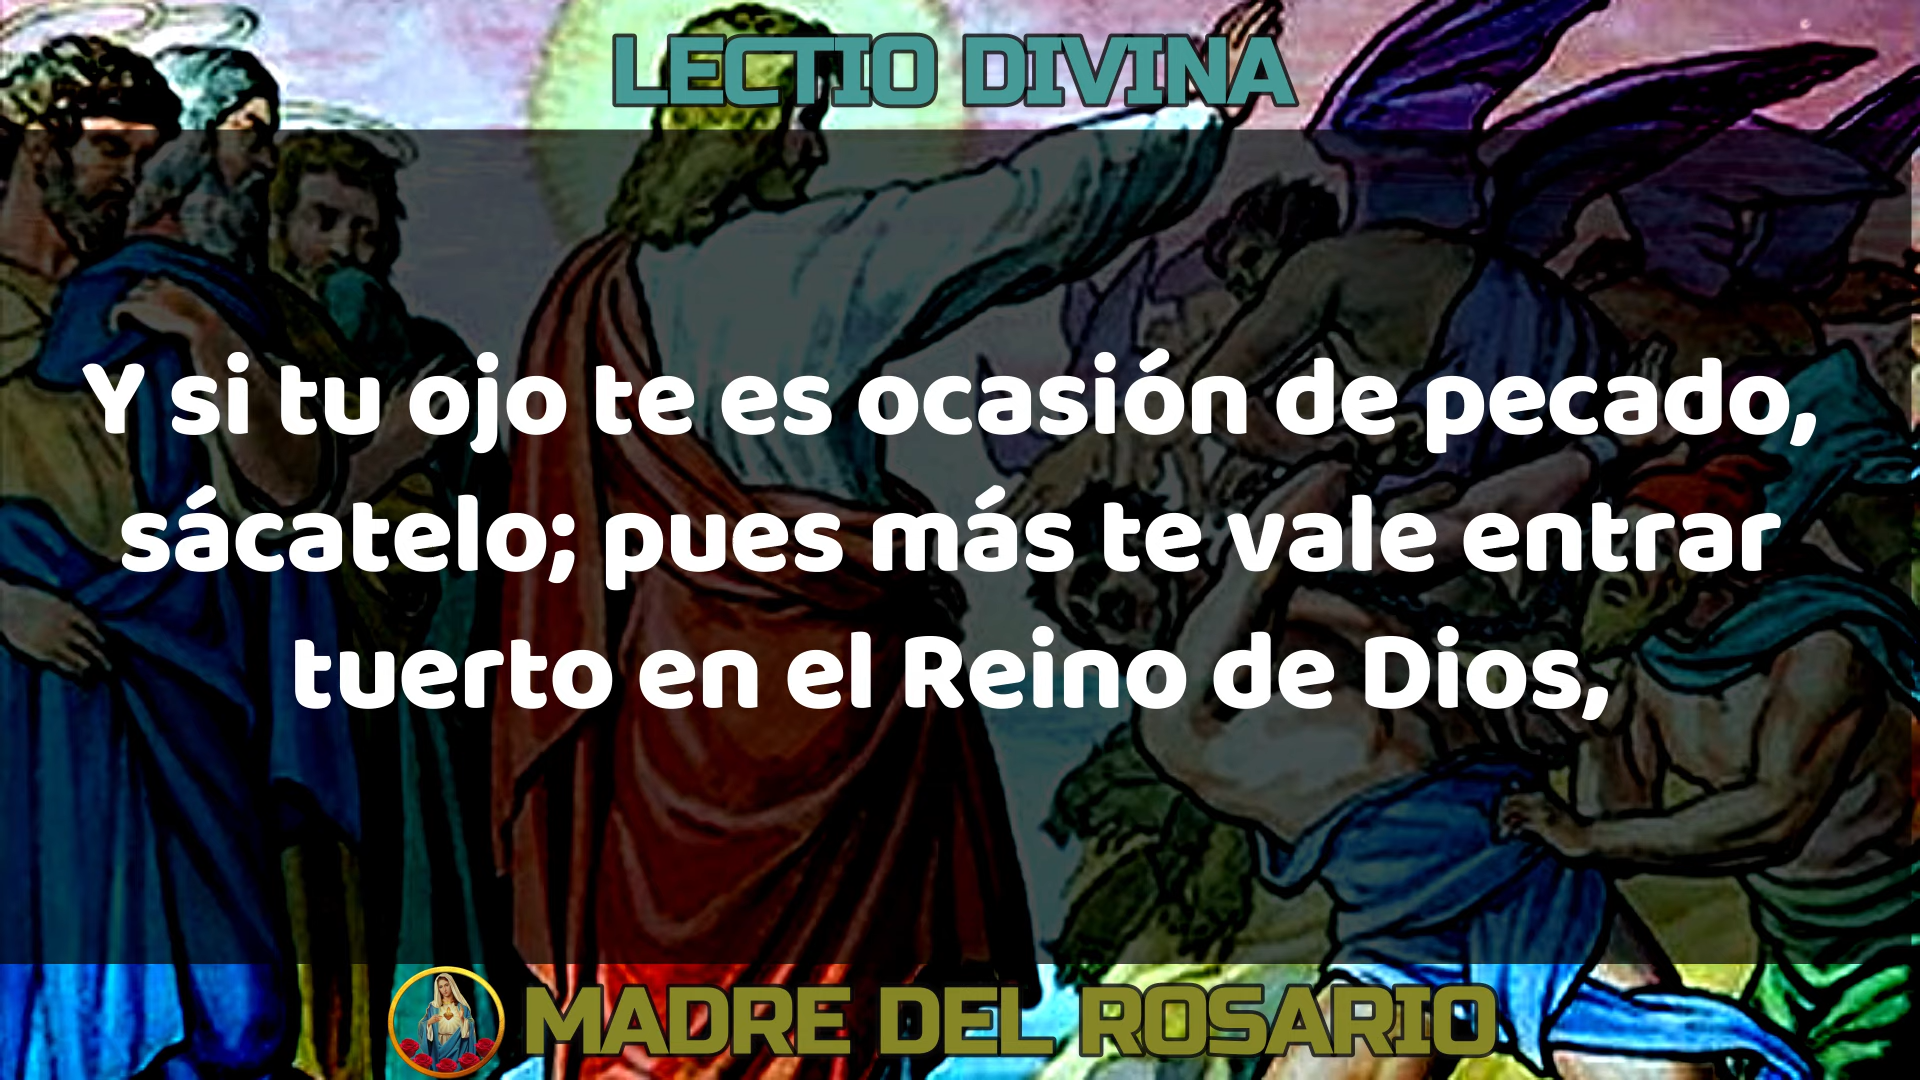 LECTIO DIVINA
Y si tu ojo te es ocasión de pecado,
sácatelo; pues más te vale entrar
tuerto en el Reino de Dios,
MADRE DEL ROSARIO